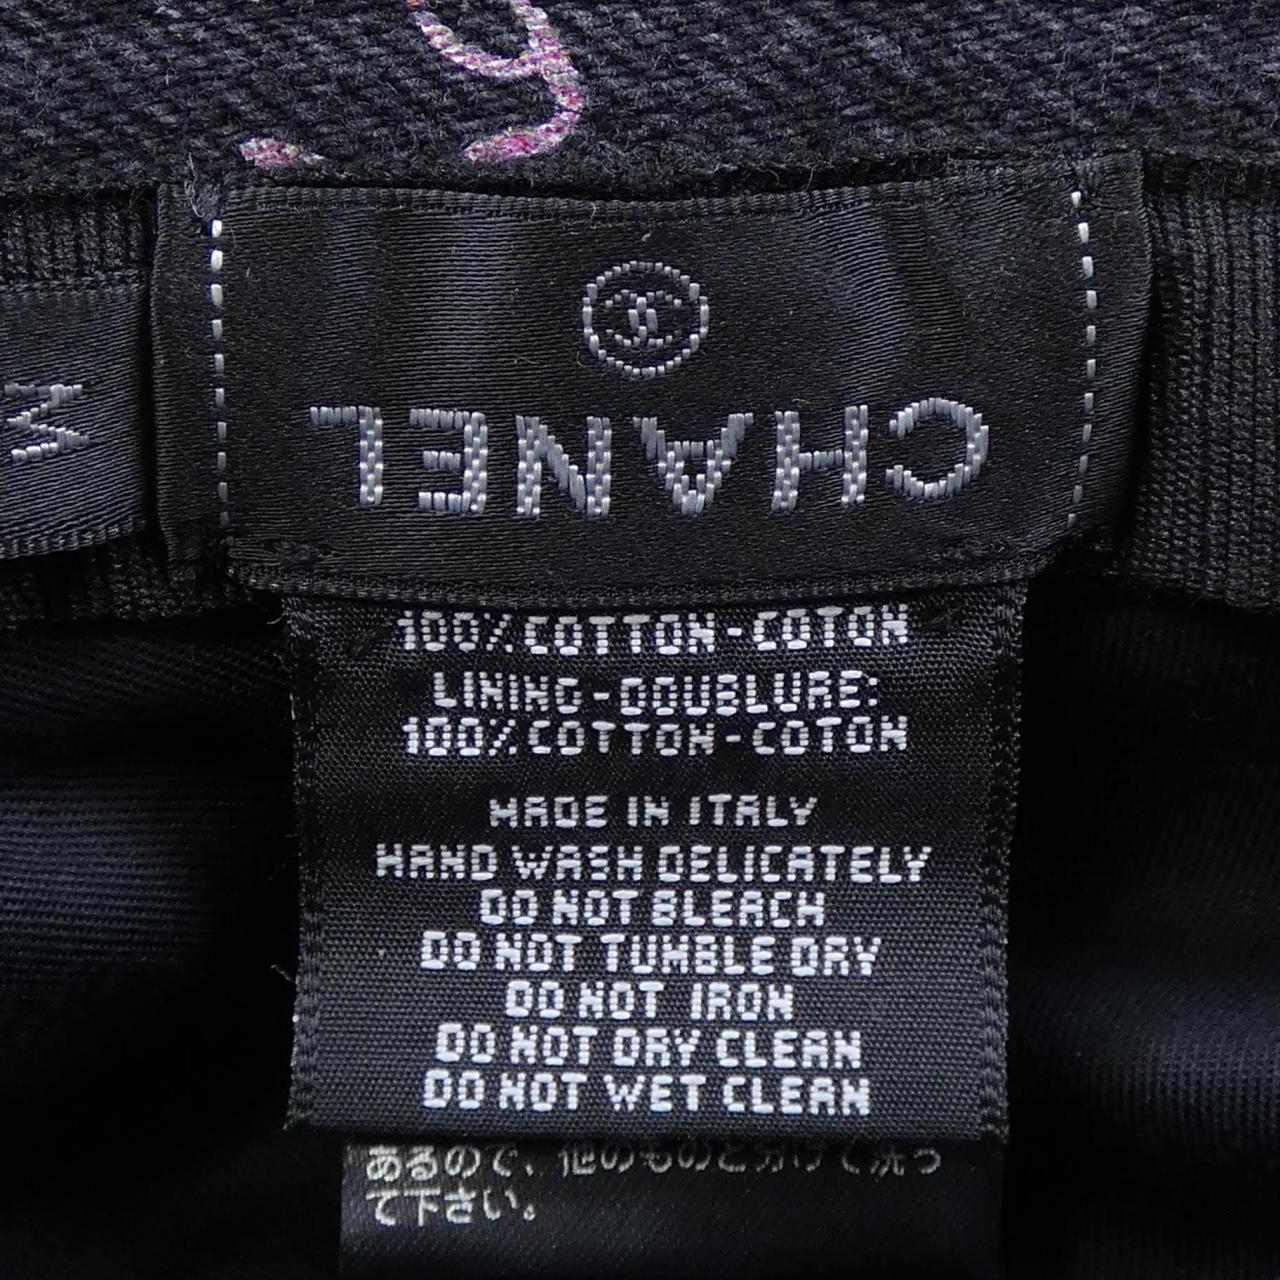 CHANEL
M
100% COTTON-COTON
LINING-DOUBLURE:
100% COTTON-COTON
MADE IN ITALY
HAND WASH DELICATELY
DO NOT BLEACH
DO NOT TUMBLE DRY
DO NOT IRON
DO NOT DRY CLEAN
DO NOT WET CLEAN
あるので、他のものと分けて洗っ
て下さい。